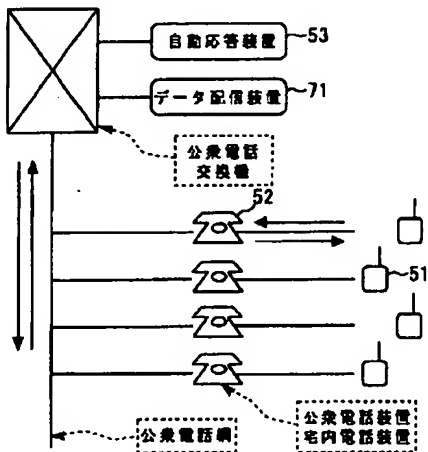 自動応答装置
53
データ配信装置
71
公衆電話
交換機
52
51
公衆電話網
公衆電話装置
宅内電話装置